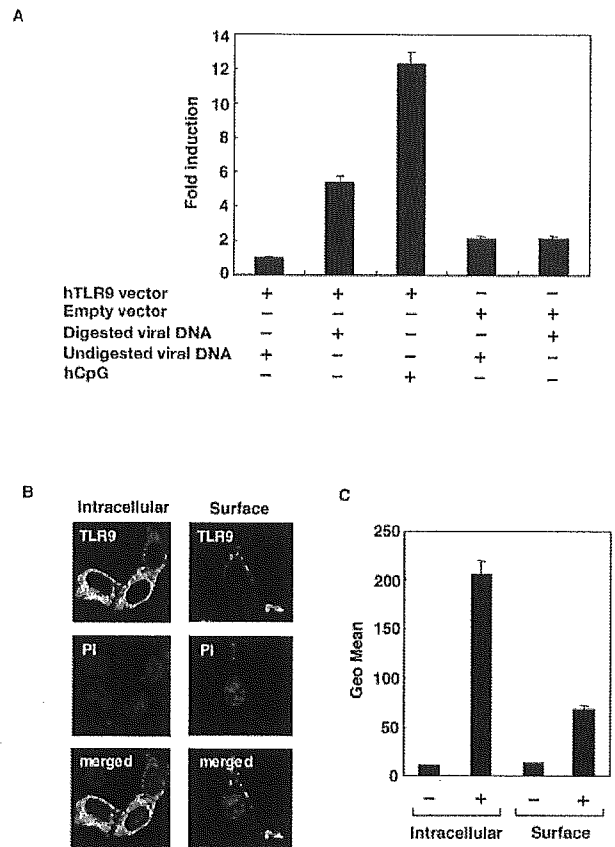 A
14
12
10
8
6
4
2
0
Fold induction
hTLR9 vector + + + − −
Empty vector − − − + +
Digested viral DNA − + − − +
Undigested viral DNA + − − + −
hCpG − − + − −
B
Intracellular Surface
TLR9 TLR9
PI PI
merged merged
C
250
200
150
100
50
0
Geo Mean
− + − +
Intracellular Surface